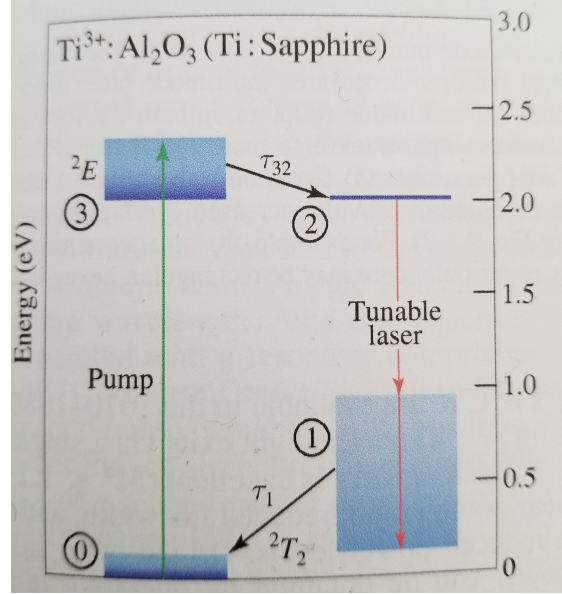 Ti³⁺: Al₂O₃ (Ti : Sapphire)
3.0
2.5
²E
τ₃₂
③
②
2.0
Energy (eV)
1.5
Tunable
laser
Pump
1.0
①
0.5
τ₁
⓪
²T₂
0